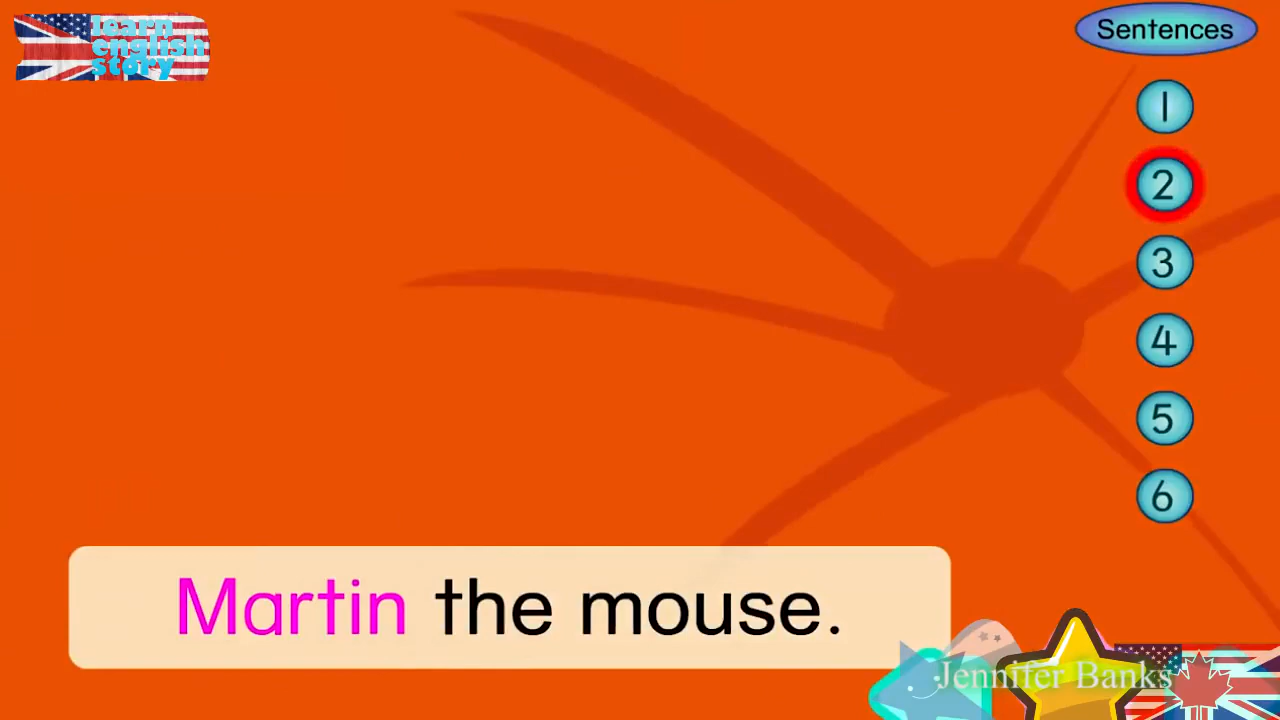 learn
english
story
Sentences
1
2
3
4
5
6
Martin the mouse.
Jennifer Banks